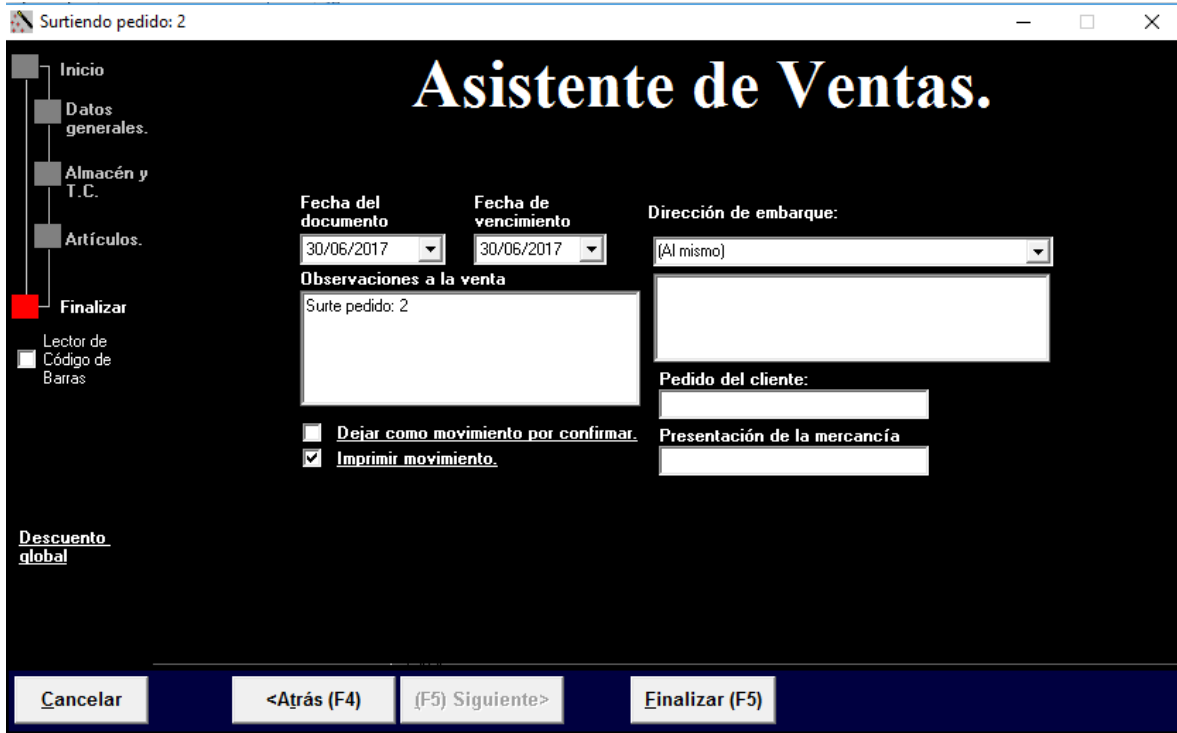 Surtiendo pedido: 2
Asistente de Ventas.
Inicio
Datos
generales.
Almacén y
T.C.
Artículos.
Finalizar
Lector de
Código de
Barras
Descuento
global
Fecha del
documento
30/06/2017
Fecha de
vencimiento
30/06/2017
Observaciones a la venta
Surte pedido: 2
Dejar como movimiento por confirmar.
Imprimir movimiento.
Dirección de embarque:
(Al mismo)
Pedido del cliente:
Presentación de la mercancía
Cancelar
<Atrás (F4)
(F5) Siguiente>
Finalizar (F5)